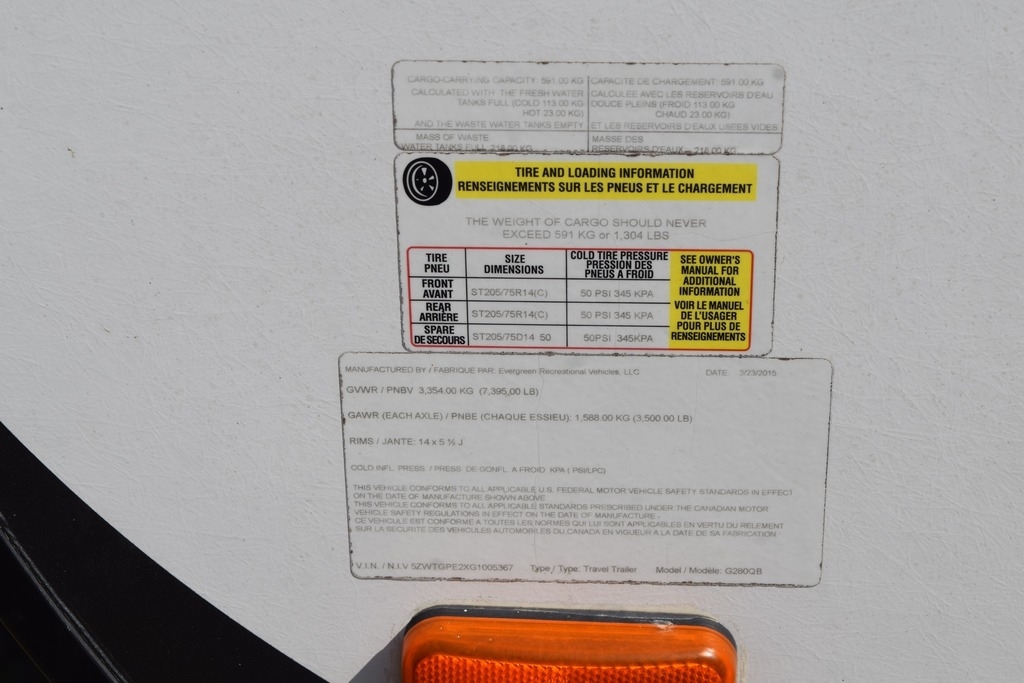 CARGO-CARRYING CAPACITY: 591.00 KG
CALCULATED WITH THE FRESH WATER
TANKS FULL (COLD 113.00 KG
HOT 23.00 KG)
AND THE WASTE WATER TANKS EMPTY
MASS OF WASTE
WATER TANKS FULL 218.00 KG
CAPACITE DE CHARGEMENT: 591.00 KG
CALCULEE AVEC LES RESERVOIRS D'EAU
DOUCE PLEINS (FROID 113.00 KG
CHAUD 23.00 KG)
ET LES RESERVOIRS D'EAUX USEES VIDES
MASSE DES
RESERVOIRS D'EAUX 218.00 KG
TIRE AND LOADING INFORMATION
RENSEIGNEMENTS SUR LES PNEUS ET LE CHARGEMENT
THE WEIGHT OF CARGO SHOULD NEVER
EXCEED 591 KG or 1,304 LBS
TIRE
PNEU
SIZE
DIMENSIONS
COLD TIRE PRESSURE
PRESSION DES
PNEUS A FROID
FRONT
AVANT
ST205/75R14(C)
50 PSI 345 KPA
REAR
ARRIÈRE
ST205/75R14(C)
50 PSI 345 KPA
SPARE
DE SECOURS
ST205/75D14 50
50PSI 345KPA
SEE OWNER'S
MANUAL FOR
ADDITIONAL
INFORMATION
VOIR LE MANUEL
DE L'USAGER
POUR PLUS DE
RENSEIGNEMENTS
MANUFACTURED BY / FABRIQUE PAR: Evergreen Recreational Vehicles, LLC DATE: 3/23/2015
GVWR / PNBV 3,354.00 KG (7,395.00 LB)
GAWR (EACH AXLE) / PNBE (CHAQUE ESSIEU): 1,588.00 KG (3,500.00 LB)
RIMS / JANTE: 14 x 5 ½ J
COLD INFL. PRESS. / PRESS. DE GONFL. A FROID KPA ( PSI/LPC)
THIS VEHICLE CONFORMS TO ALL APPLICABLE U.S. FEDERAL MOTOR VEHICLE SAFETY STANDARDS IN EFFECT
ON THE DATE OF MANUFACTURE SHOWN ABOVE
THIS VEHICLE CONFORMS TO ALL APPLICABLE STANDARDS PRESCRIBED UNDER THE CANADIAN MOTOR
VEHICLE SAFETY REGULATIONS IN EFFECT ON THE DATE OF MANUFACTURE.
CE VEHICULE EST CONFORME A TOUTES LES NORMES QUI LUI SONT APPLICABLES EN VERTU DU RELEMENT
SUR LA SECURITE DES VEHICULES AUTOMOBILES DU CANADA EN VIGUEUR A LA DATE DE SA FABRICATION
V.I.N. / N.I.V 5ZWTGPE2XG1005367 Type / Type: Travel Trailer Model / Modèle: G280QB